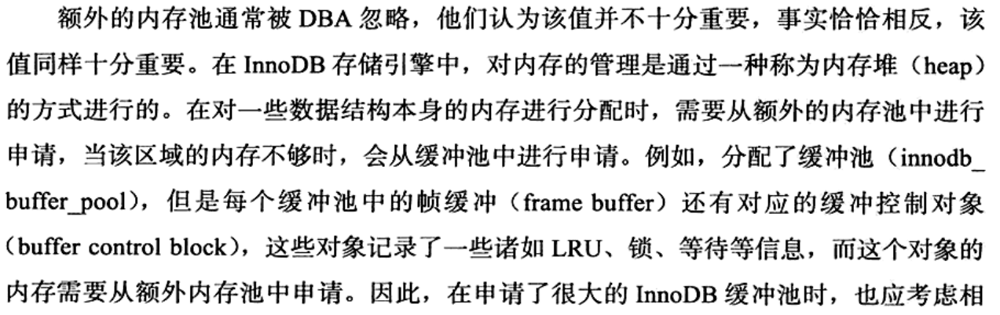 额外的内存池通常被 DBA 忽略，他们认为该值并不十分重要，事实恰恰相反，该
值同样十分重要。在 InnoDB 存储引擎中，对内存的管理是通过一种称为内存堆（heap）
的方式进行的。在对一些数据结构本身的内存进行分配时，需要从额外的内存池中进行
申请，当该区域的内存不够时，会从缓冲池中进行申请。例如，分配了缓冲池（innodb_
buffer_pool），但是每个缓冲池中的帧缓冲（frame buffer）还有对应的缓冲控制对象
（buffer control block），这些对象记录了一些诸如 LRU、锁、等待等信息，而这个对象的
内存需要从额外内存池中申请。因此，在申请了很大的 InnoDB 缓冲池时，也应考虑相